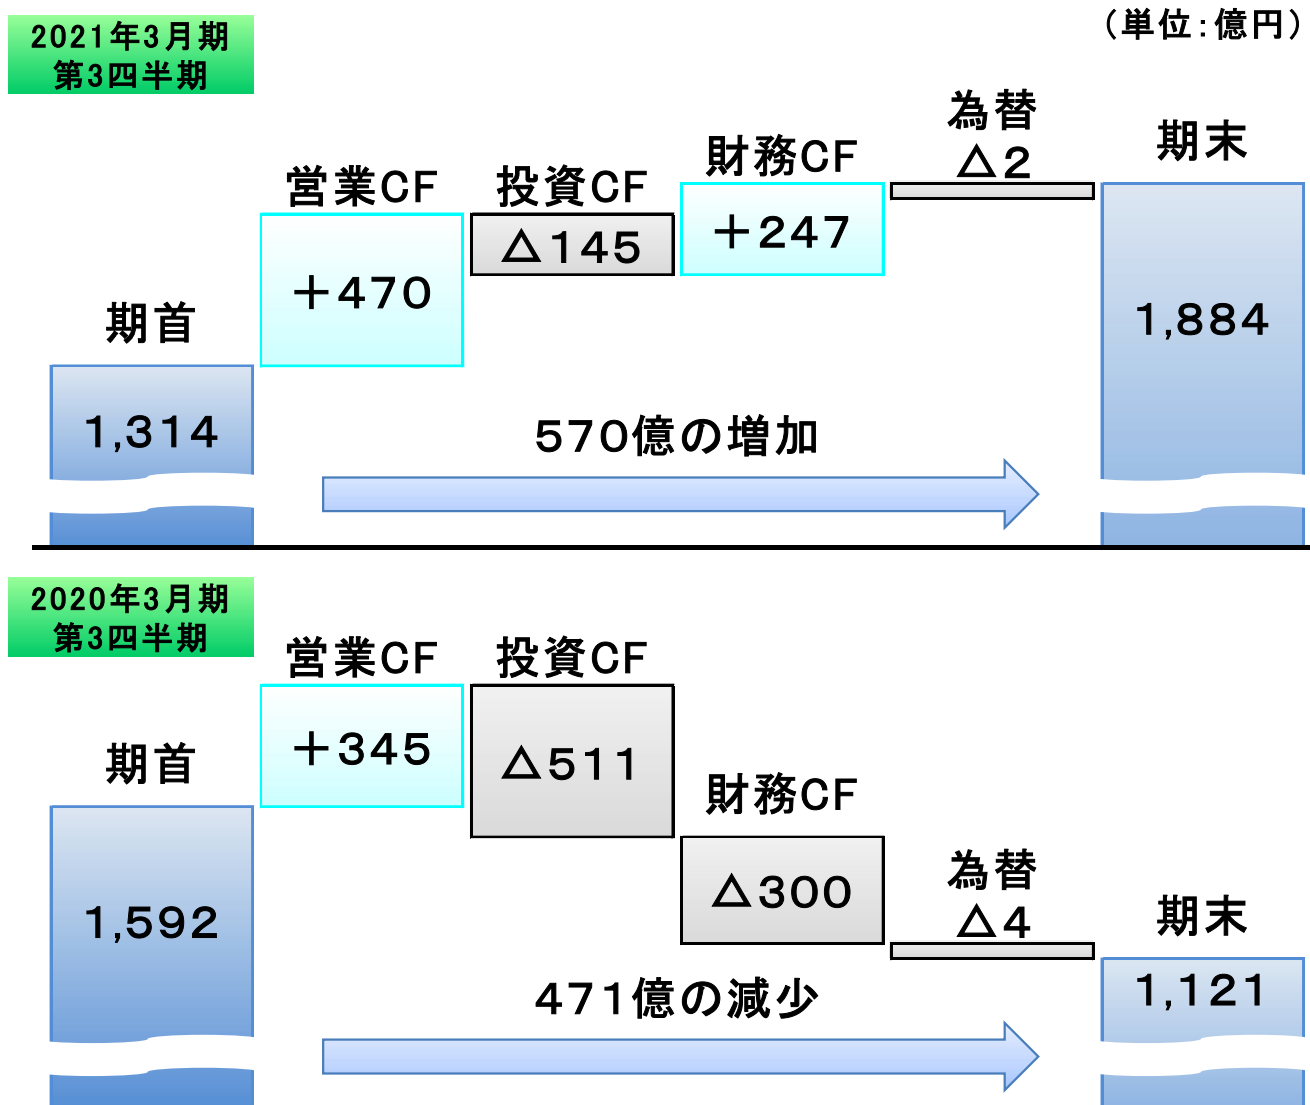 (単位:億円)
2021年3月期
第3四半期
期首
1,314
営業CF
+470
投資CF
△145
財務CF
+247
為替
△2
期末
1,884
570億の増加
2020年3月期
第3四半期
期首
1,592
営業CF
+345
投資CF
△511
財務CF
△300
為替
△4
期末
1,121
471億の減少